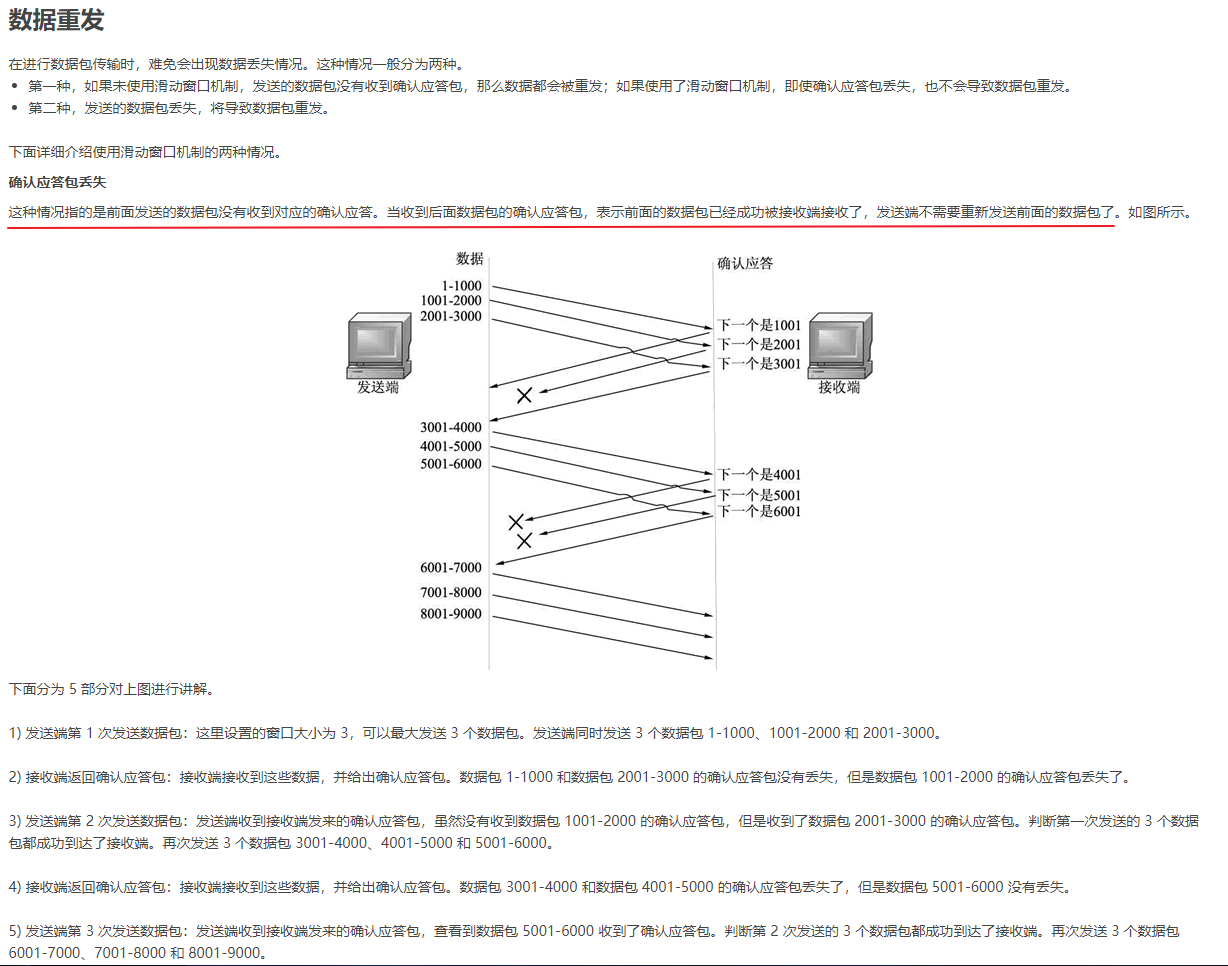 数据重发
在进行数据包传输时，难免会出现数据丢失情况。这种情况一般分为两种。
• 第一种，如果未使用滑动窗口机制，发送的数据包没有收到确认应答包，那么数据都会被重发；如果使用了滑动窗口机制，即使确认应答包丢失，也不会导致数据包重发。
• 第二种，发送的数据包丢失，将导致数据包重发。
下面详细介绍使用滑动窗口机制的两种情况。
确认应答包丢失
这种情况指的是前面发送的数据包没有收到对应的确认应答。当收到后面数据包的确认应答包，表示前面的数据包已经成功被接收端接收了，发送端不需要重新发送前面的数据包了。如图所示。
数据
确认应答
1-1000
1001-2000
2001-3000
下一个是1001
下一个是2001
下一个是3001
发送端
接收端
3001-4000
4001-5000
5001-6000
下一个是4001
下一个是5001
下一个是6001
6001-7000
7001-8000
8001-9000
下面分为 5 部分对上图进行讲解。
1) 发送端第 1 次发送数据包：这里设置的窗口大小为 3，可以最大发送 3 个数据包。发送端同时发送 3 个数据包 1-1000、1001-2000 和 2001-3000。
2) 接收端返回确认应答包：接收端接收到这些数据，并给出确认应答包。数据包 1-1000 和数据包 2001-3000 的确认应答包没有丢失，但是数据包 1001-2000 的确认应答包丢失了。
3) 发送端第 2 次发送数据包：发送端收到接收端发来的确认应答包，虽然没有收到数据包 1001-2000 的确认应答包，但是收到了数据包 2001-3000 的确认应答包。判断第一次发送的 3 个数据
包都成功到达了接收端。再次发送 3 个数据包 3001-4000、4001-5000 和 5001-6000。
4) 接收端返回确认应答包：接收端接收到这些数据，并给出确认应答包。数据包 3001-4000 和数据包 4001-5000 的确认应答包丢失了，但是数据包 5001-6000 没有丢失。
5) 发送端第 3 次发送数据包：发送端收到接收端发来的确认应答包，查看到数据包 5001-6000 收到了确认应答包。判断第 2 次发送的 3 个数据包都成功到达了接收端。再次发送 3 个数据包
6001-7000、7001-8000 和 8001-9000。